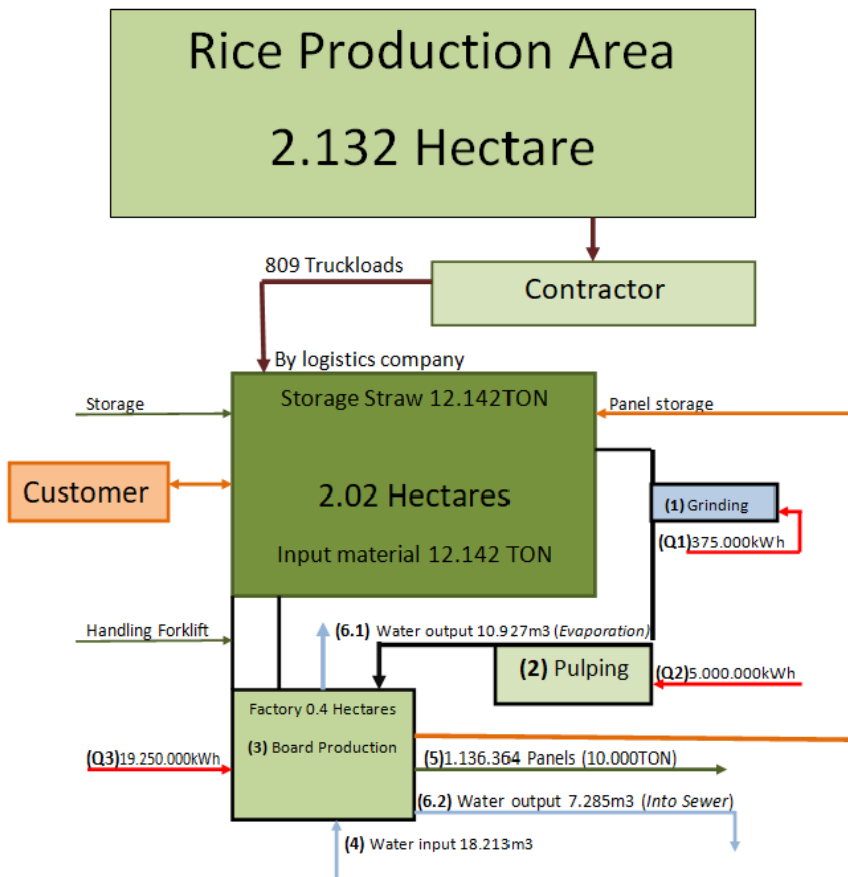 Rice Production Area
2.132 Hectare
809 Truckloads
Contractor
By logistics company
Storage
Storage Straw 12.142TON
Panel storage
Customer
2.02 Hectares
(1) Grinding
(Q1)375.000kWh
Input material 12.142 TON
Handling Forklift
(6.1) Water output 10.927m3 (Evaporation)
(2) Pulping
(Q2)5.000.000kWh
Factory 0.4 Hectares
(3) Board Production
(Q3)19.250.000kWh
(5)1.136.364 Panels (10.000TON)
(6.2) Water output 7.285m3 (Into Sewer)
(4) Water input 18.213m3